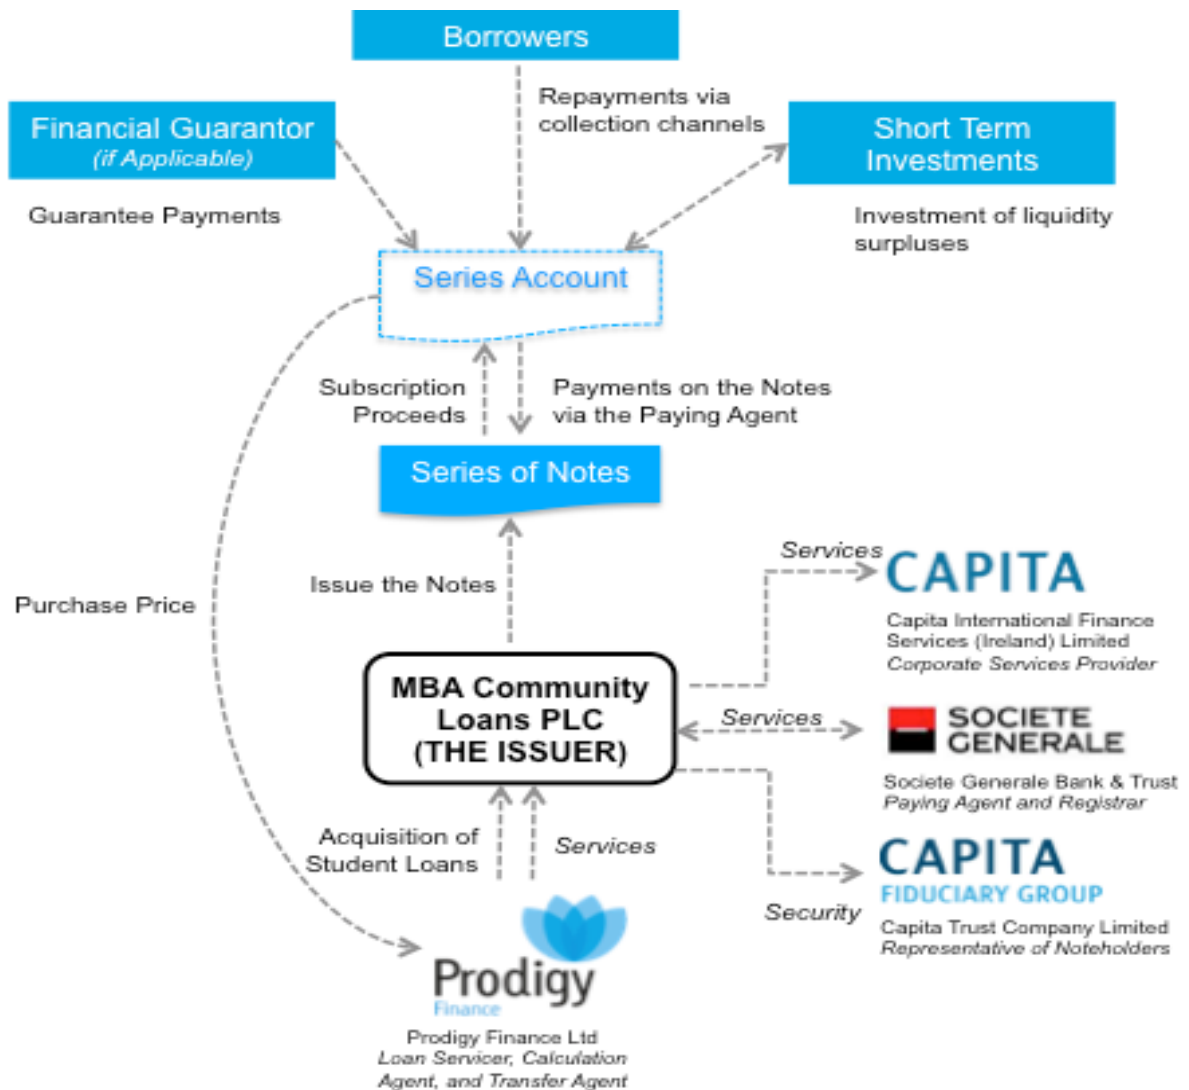 Borrowers
Repayments via
collection channels
Financial Guarantor
(if Applicable)
Short Term
Investments
Guarantee Payments
Investment of liquidity
surpluses
Series Account
Subscription
Proceeds
Payments on the Notes
via the Paying Agent
Series of Notes
Issue the Notes
Purchase Price
Services
CAPITA
Capita International Finance
Services (Ireland) Limited
Corporate Services Provider
MBA Community
Loans PLC
(THE ISSUER)
Services
SOCIETE
GENERALE
Societe Generale Bank & Trust
Paying Agent and Registrar
Acquisition of
Student Loans
Services
CAPITA
FIDUCIARY GROUP
Security
Capita Trust Company Limited
Representative of Noteholders
Prodigy
Finance
Prodigy Finance Ltd
Loan Servicer, Calculation
Agent, and Transfer Agent